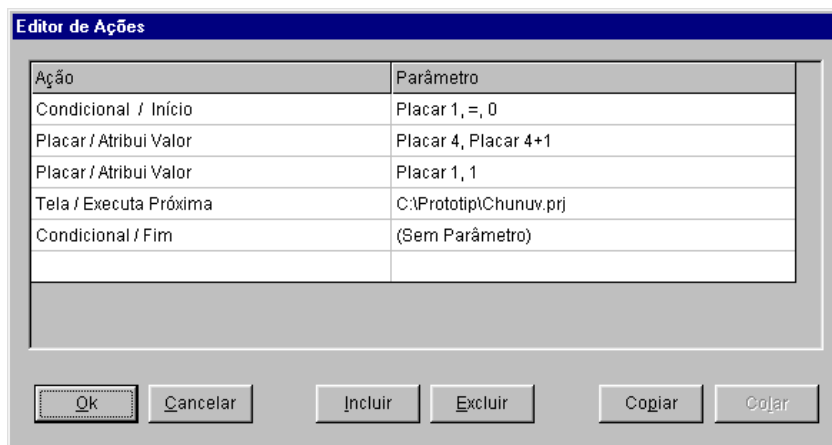 Editor de Ações
Ação Parâmetro
Condicional / Início Placar 1, =, 0
Placar / Atribui Valor Placar 4, Placar 4+1
Placar / Atribui Valor Placar 1, 1
Tela / Executa Próxima C:\Prototip\Chunuv.prj
Condicional / Fim (Sem Parâmetro)
Ok Cancelar Incluir Excluir Copiar Colar